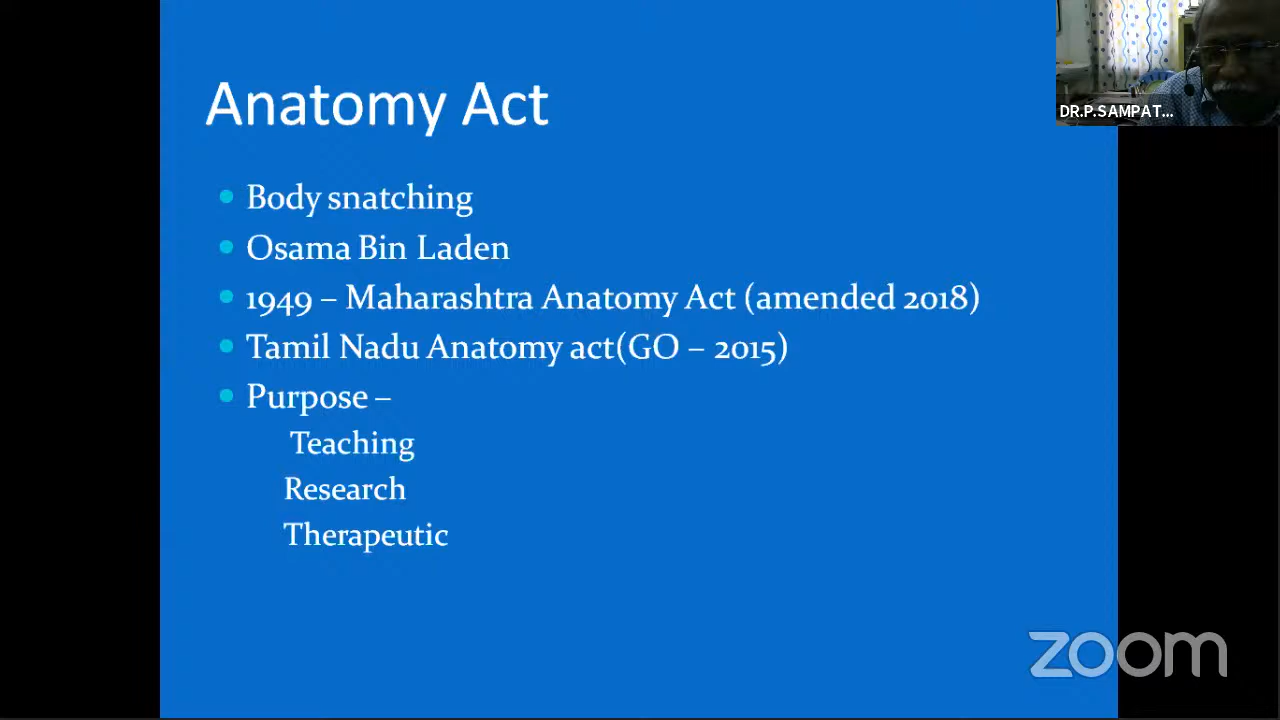 Anatomy Act
DR.P.SAMPAT...
• Body snatching
• Osama Bin Laden
• 1949 – Maharashtra Anatomy Act (amended 2018)
• Tamil Nadu Anatomy act(GO – 2015)
• Purpose –
Teaching
Research
Therapeutic
zoom